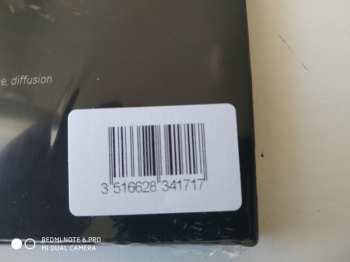 e, diffusion
3 516628 341717
REDMI NOTE 6 PRO
MI DUAL CAMERA